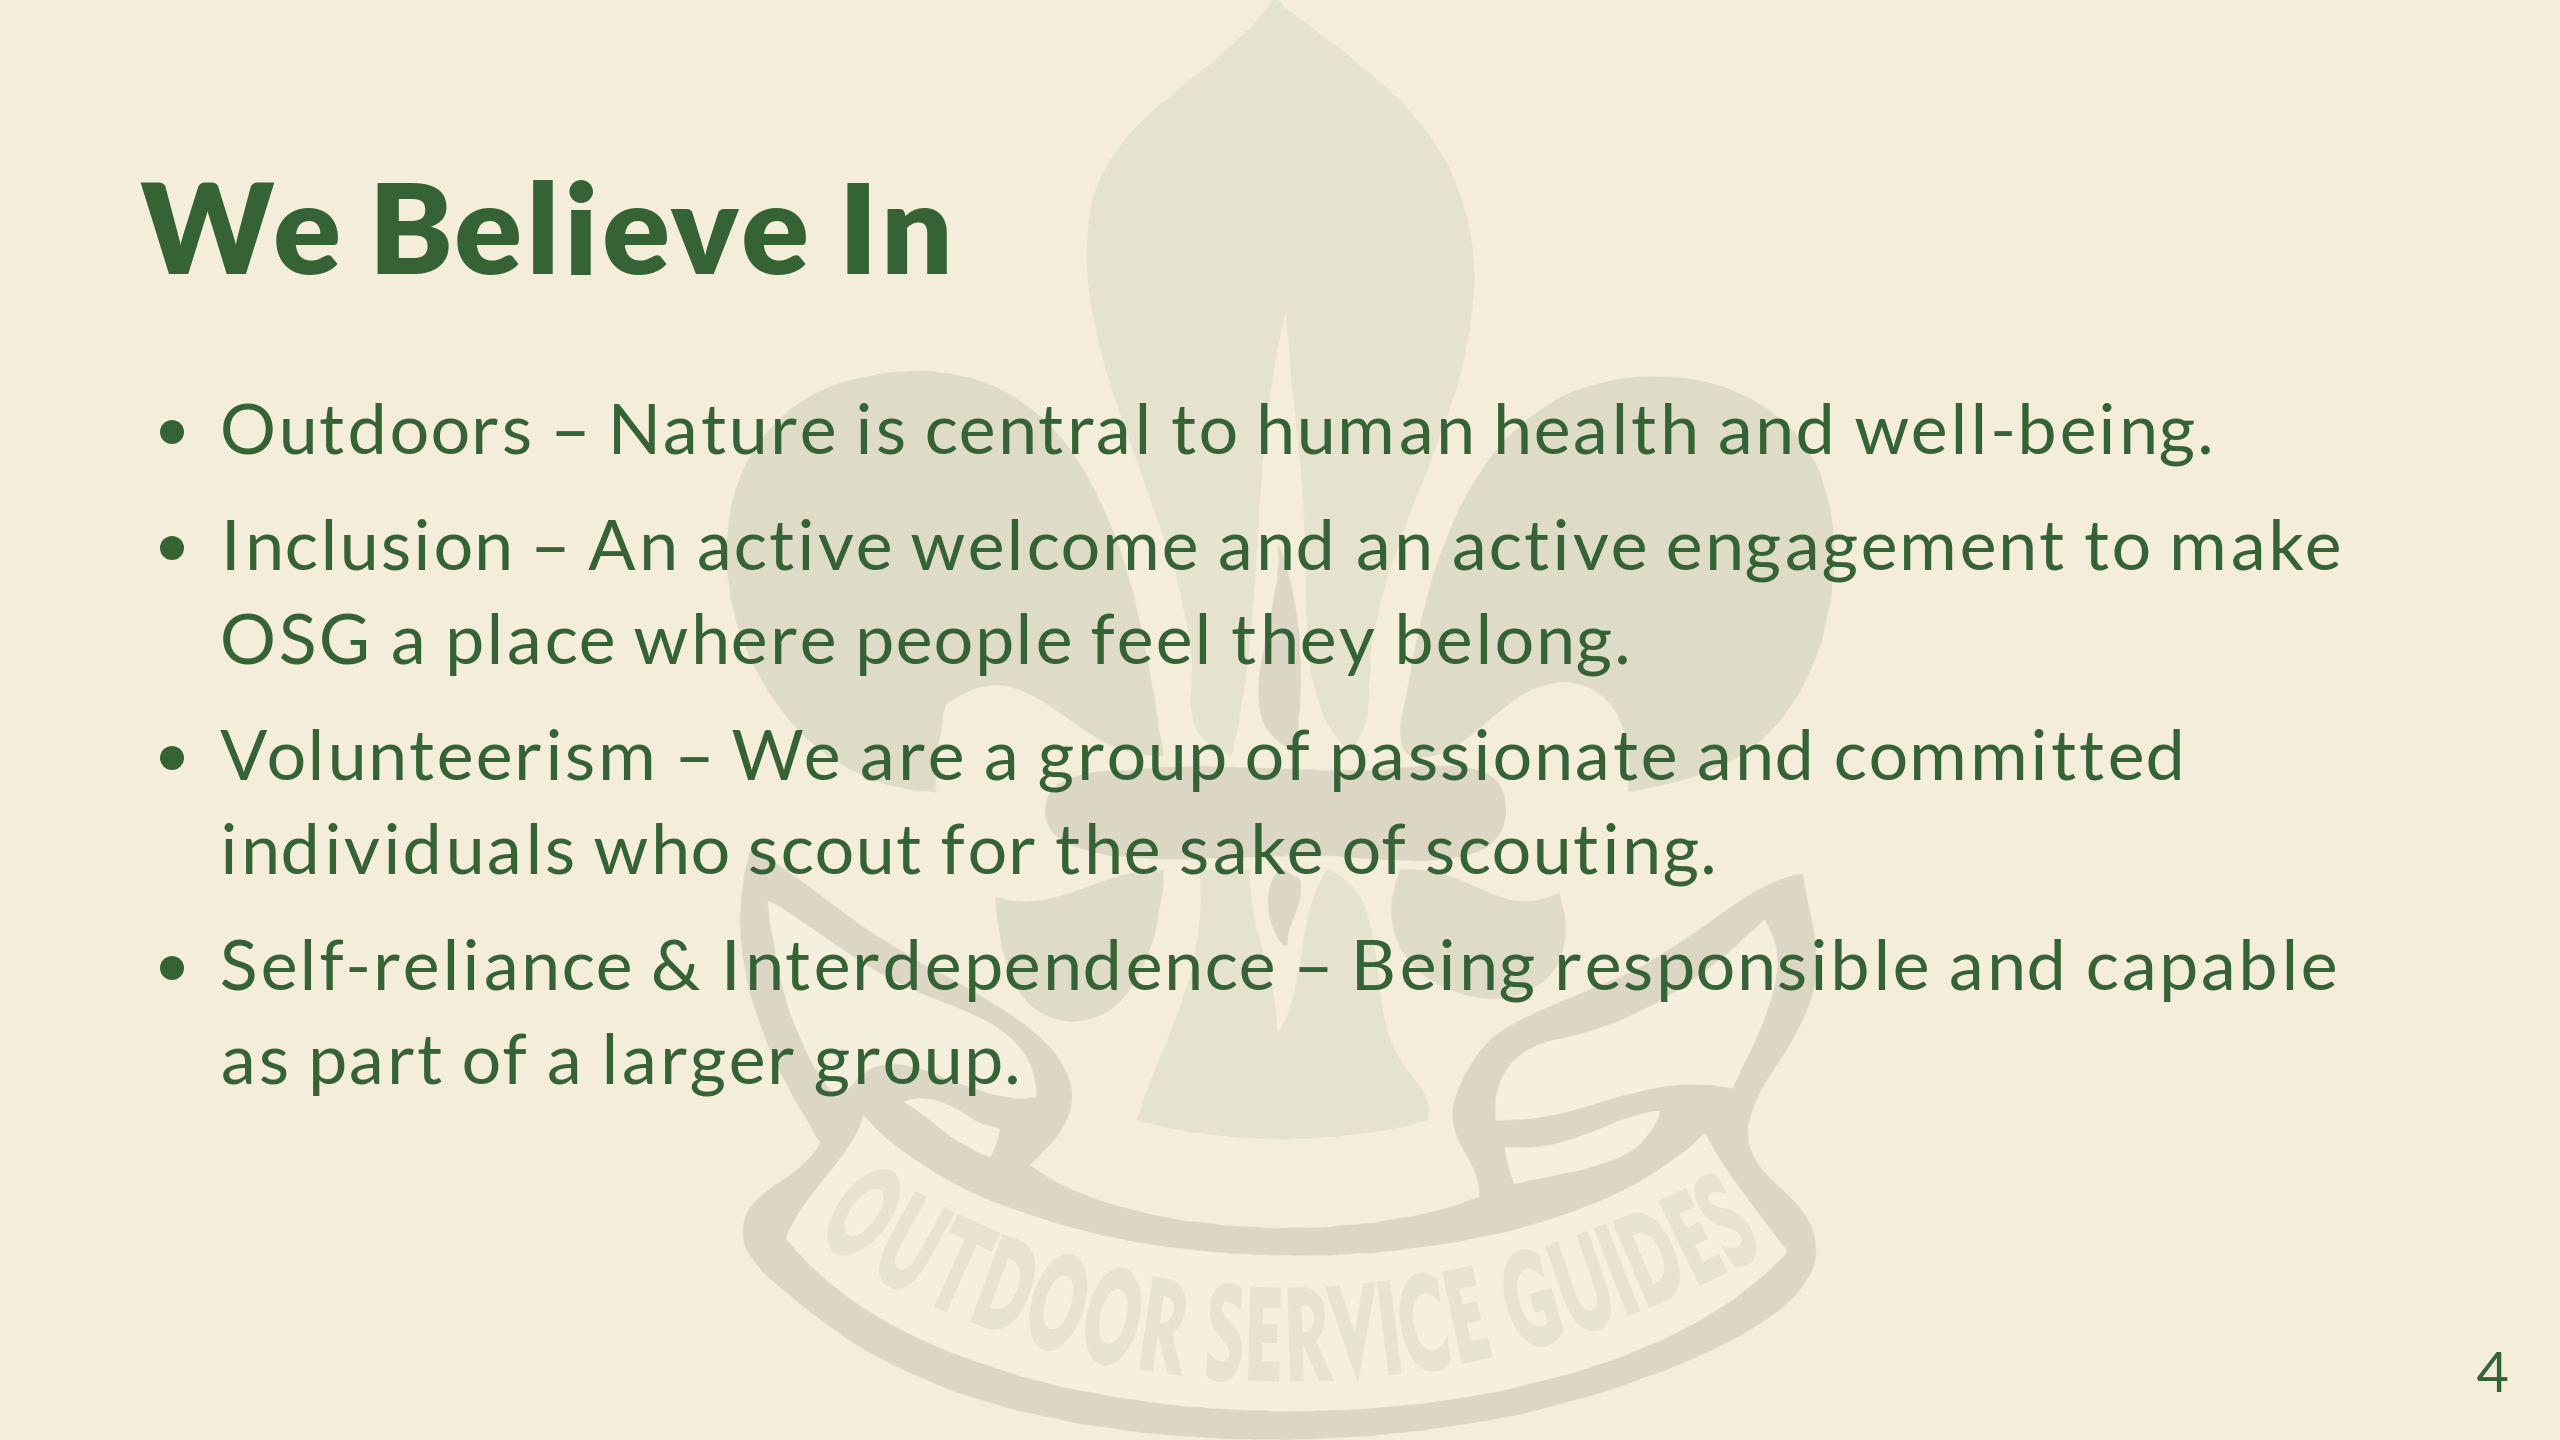 We Believe In
• Outdoors – Nature is central to human health and well-being.
• Inclusion – An active welcome and an active engagement to make
OSG a place where people feel they belong.
• Volunteerism – We are a group of passionate and committed
individuals who scout for the sake of scouting.
• Self-reliance & Interdependence – Being responsible and capable
as part of a larger group.
OUTDOOR SERVICE GUIDES
4